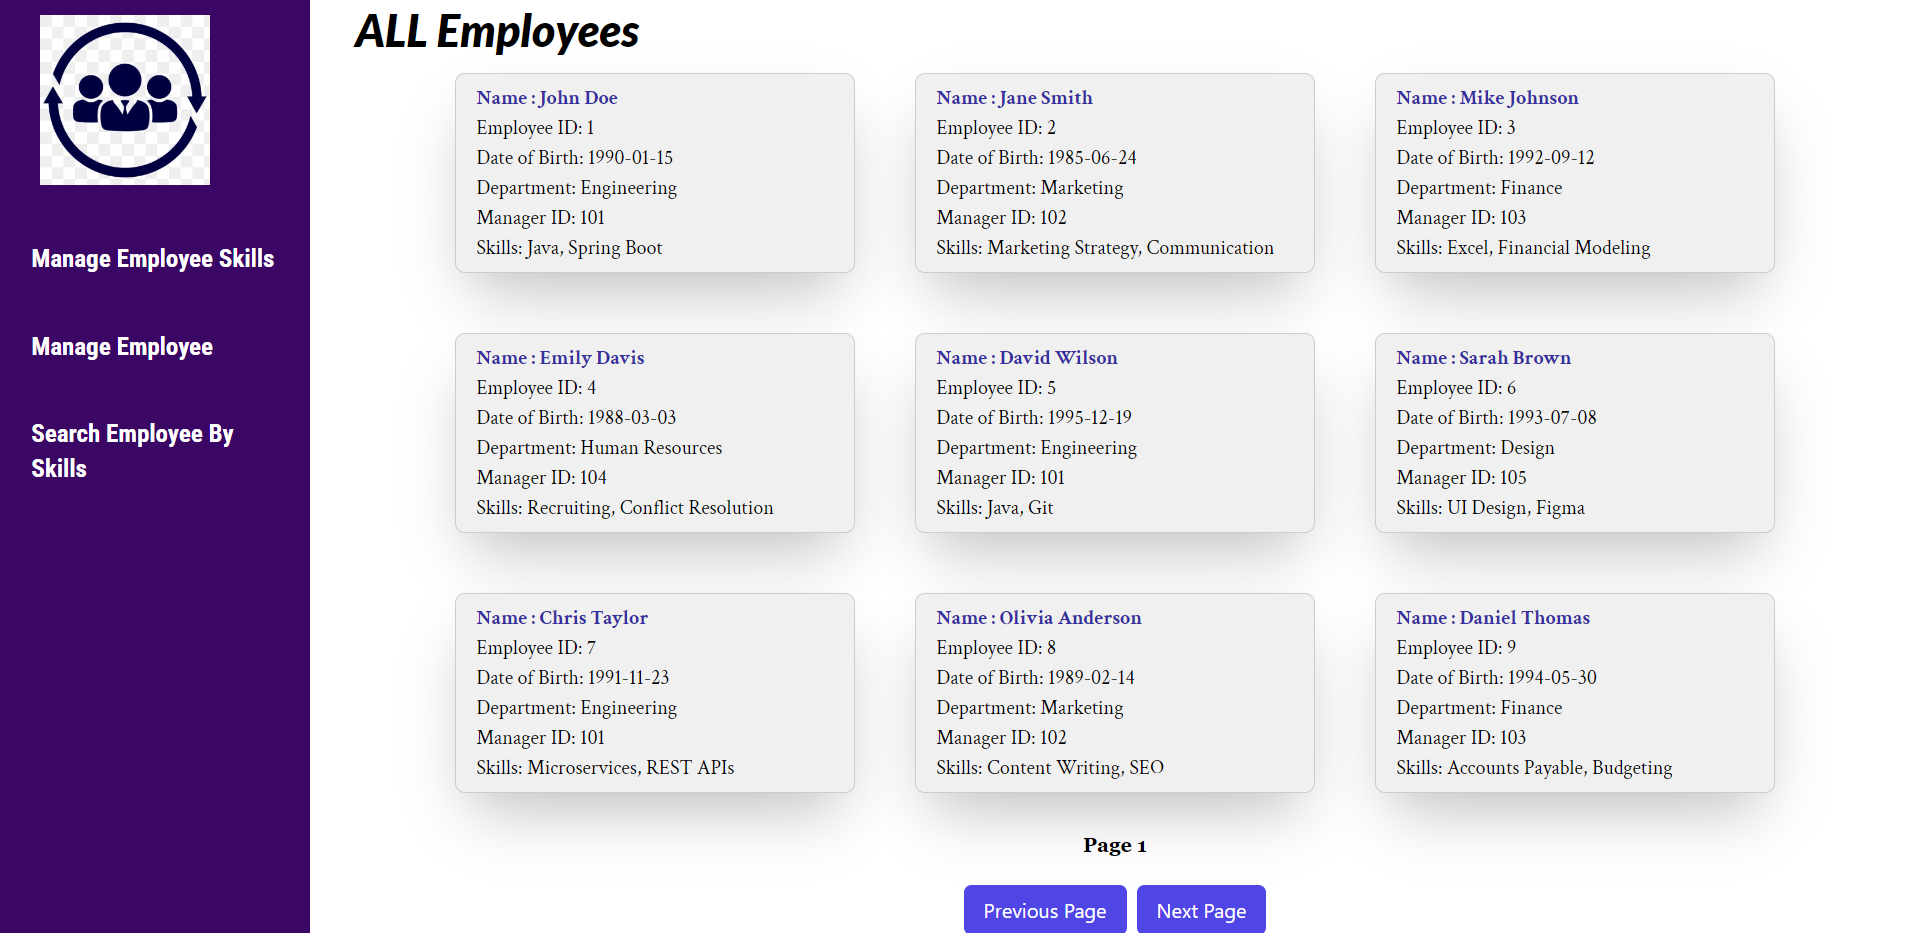 ALL Employees
Manage Employee Skills
Manage Employee
Search Employee By
Skills
Name : John Doe
Employee ID: 1
Date of Birth: 1990-01-15
Department: Engineering
Manager ID: 101
Skills: Java, Spring Boot
Name : Jane Smith
Employee ID: 2
Date of Birth: 1985-06-24
Department: Marketing
Manager ID: 102
Skills: Marketing Strategy, Communication
Name : Mike Johnson
Employee ID: 3
Date of Birth: 1992-09-12
Department: Finance
Manager ID: 103
Skills: Excel, Financial Modeling
Name : Emily Davis
Employee ID: 4
Date of Birth: 1988-03-03
Department: Human Resources
Manager ID: 104
Skills: Recruiting, Conflict Resolution
Name : David Wilson
Employee ID: 5
Date of Birth: 1995-12-19
Department: Engineering
Manager ID: 101
Skills: Java, Git
Name : Sarah Brown
Employee ID: 6
Date of Birth: 1993-07-08
Department: Design
Manager ID: 105
Skills: UI Design, Figma
Name : Chris Taylor
Employee ID: 7
Date of Birth: 1991-11-23
Department: Engineering
Manager ID: 101
Skills: Microservices, REST APIs
Name : Olivia Anderson
Employee ID: 8
Date of Birth: 1989-02-14
Department: Marketing
Manager ID: 102
Skills: Content Writing, SEO
Name : Daniel Thomas
Employee ID: 9
Date of Birth: 1994-05-30
Department: Finance
Manager ID: 103
Skills: Accounts Payable, Budgeting
Page 1
Previous Page
Next Page